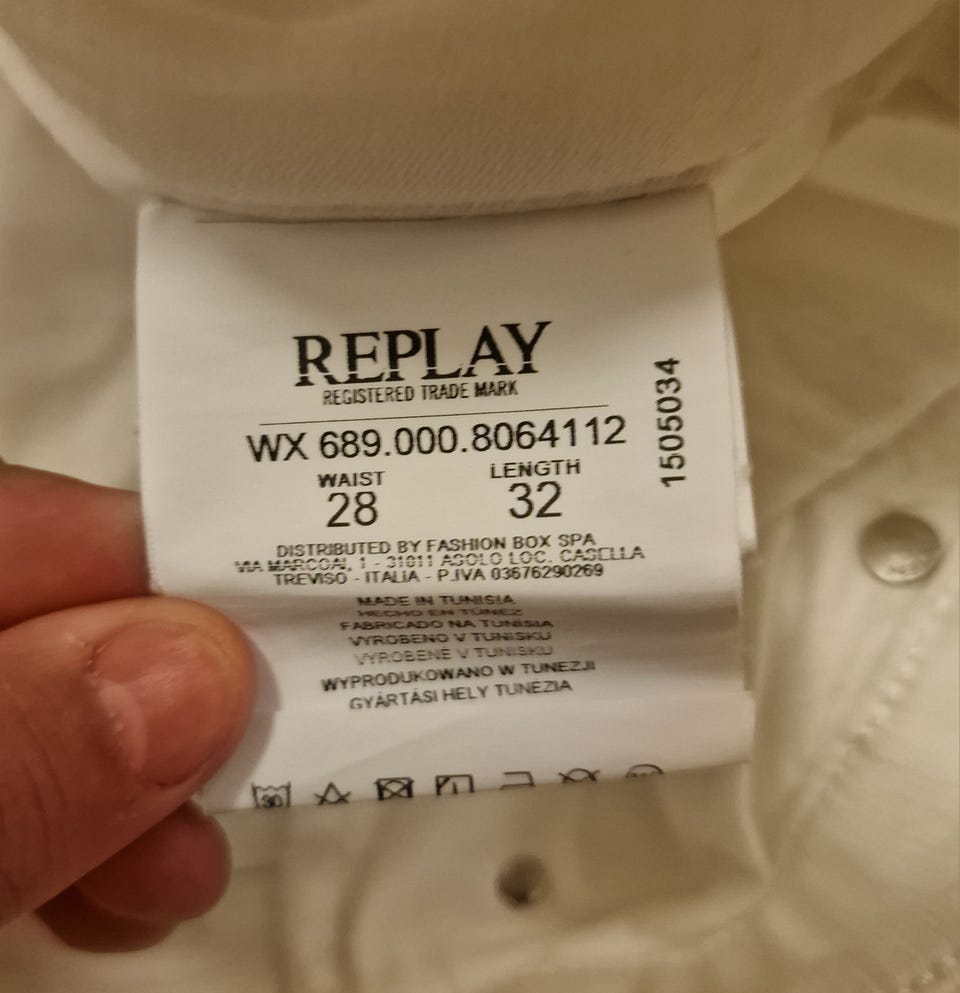 REPLAY
REGISTERED TRADE MARK
WX 689.000.8064112
WAIST LENGTH
28 32
DISTRIBUTED BY FASHION BOX SPA
VIA MARCOAI, 1 - 31011 ASOLO LOC. CASELLA
TREVISO - ITALIA - P.IVA 03676290269
MADE IN TUNISIA
HECHO EN TÚNEZ
FABRICADO NA TUNÍSIA
VYROBENO V TUNISKU
VYROBENÉ V TUNISKU
WYPRODUKOWANO W TUNEZJI
GYÁRTÁSI HELY TUNÉZIA
30
1505034